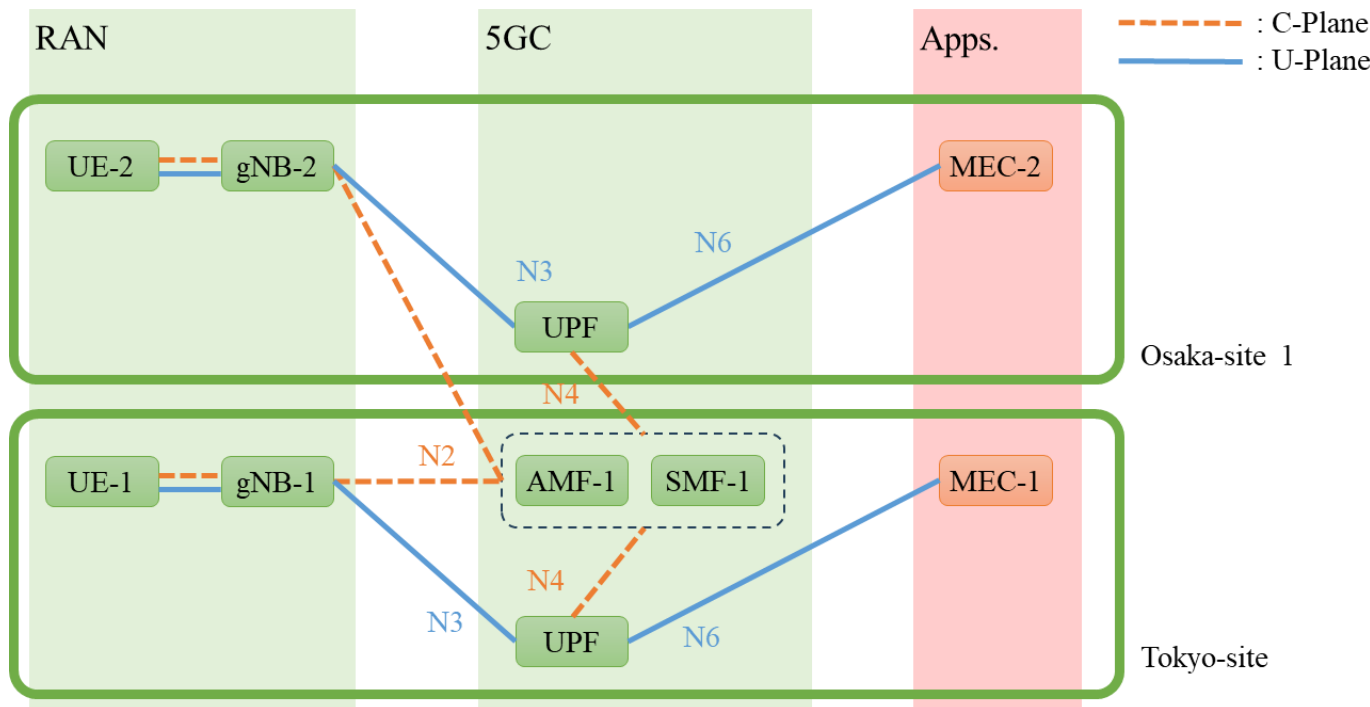 RAN
5GC
Apps.
: C-Plane
: U-Plane
UE-2
gNB-2
MEC-2
N6
N3
UPF
Osaka-site 1
N4
N2
UE-1
gNB-1
AMF-1
SMF-1
MEC-1
N4
N3
UPF
N6
Tokyo-site